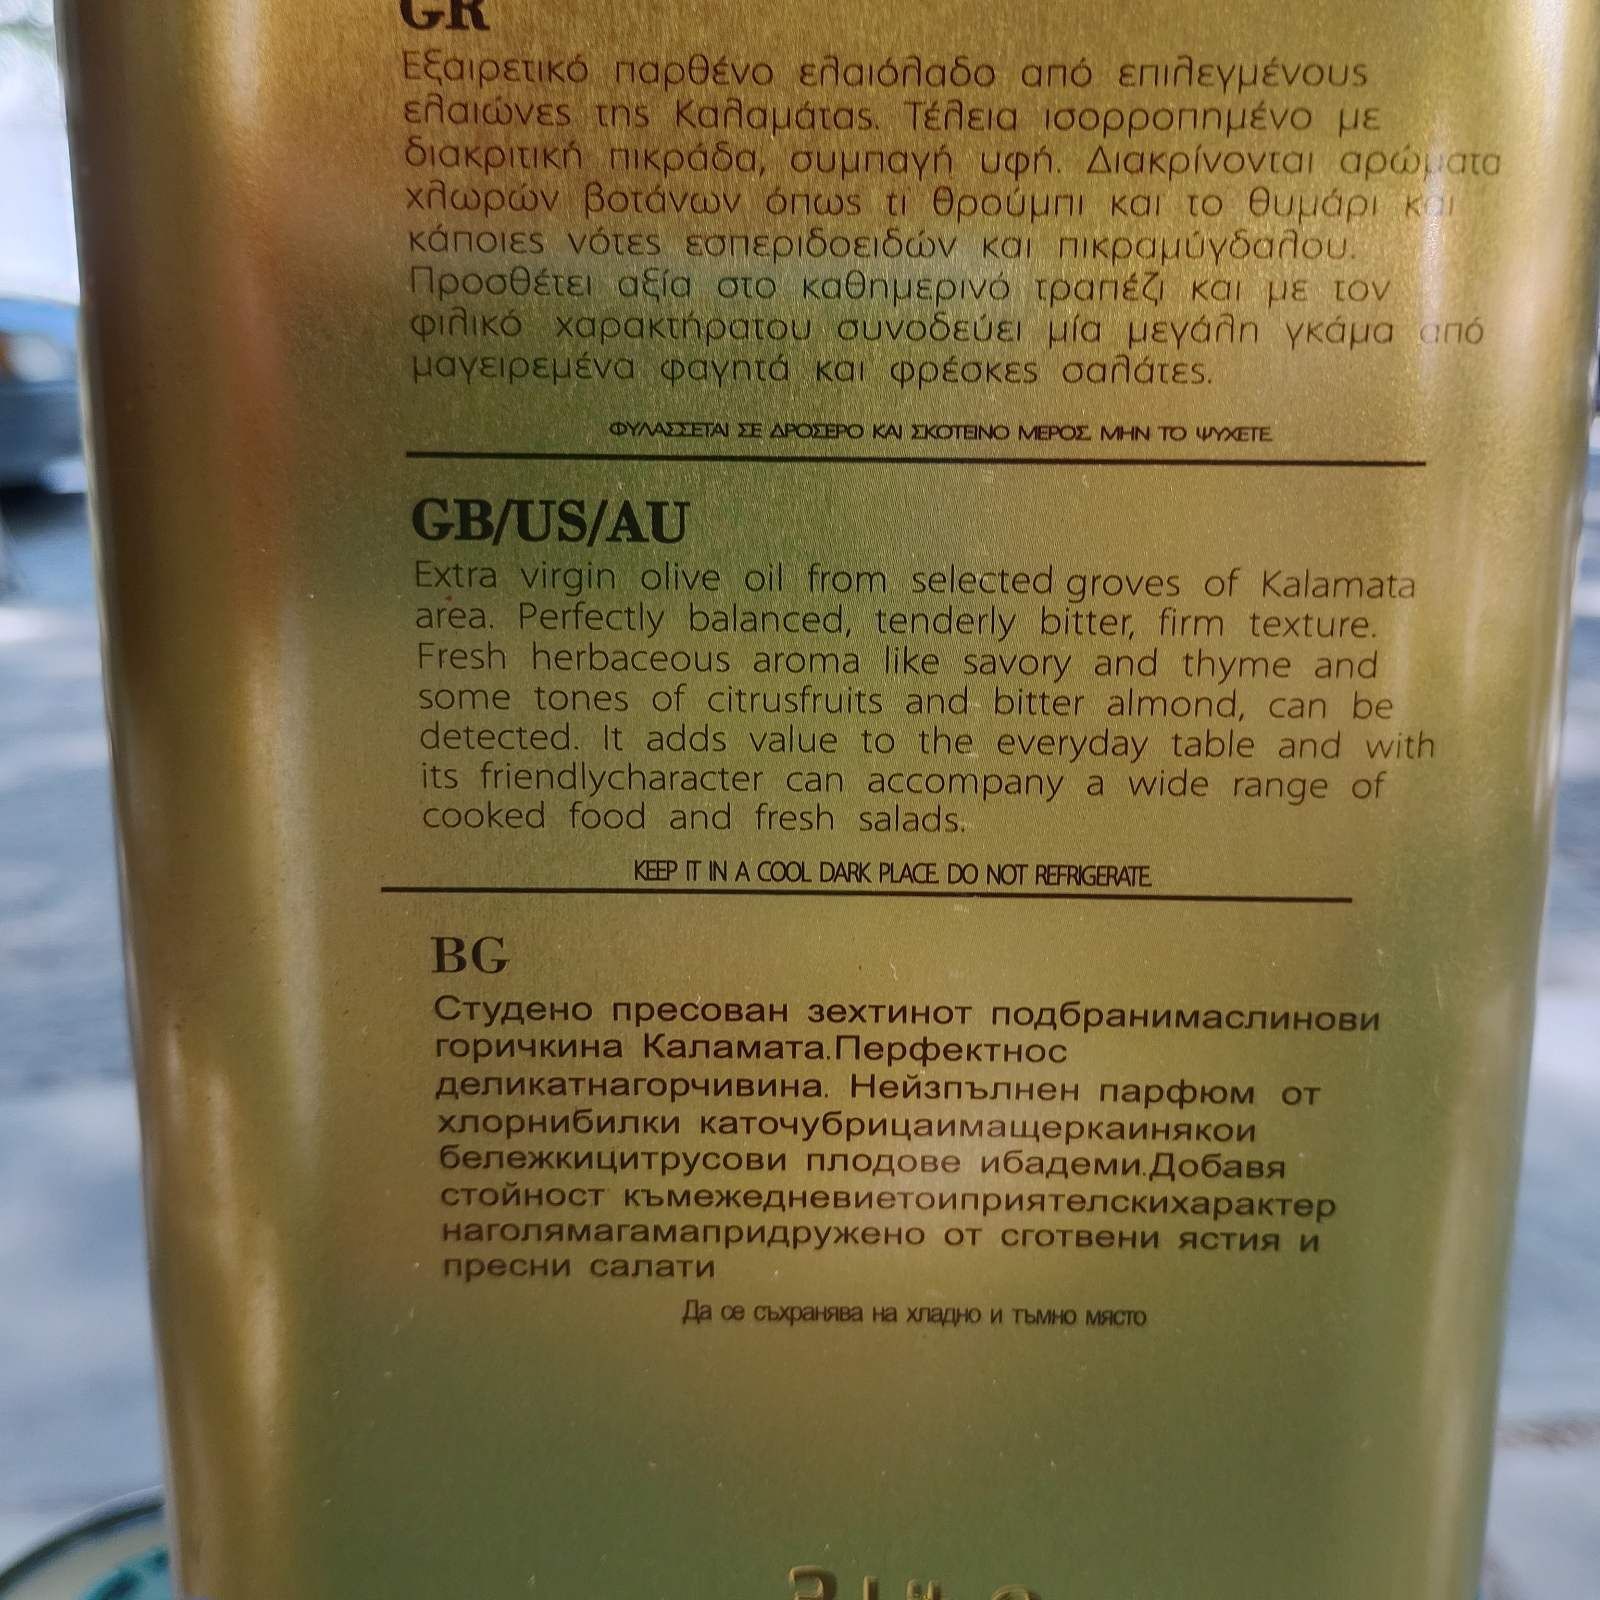 GR
Εξαιρετικό παρθένο ελαιόλαδο από επιλεγμένους
ελαιώνες της Καλαμάτας. Τέλεια ισορροπημένο με
διακριτική πικράδα, συμπαγή υφή. Διακρίνονται αρώματα
χλωρών βοτάνων όπως τι θρούμπι και το θυμάρι και
κάποιες νότες εσπεριδοειδών και πικραμύγδαλου.
Προσθέτει αξία στο καθημερινό τραπέζι και με τον
φιλικό χαρακτήρατου συνοδεύει μία μεγάλη γκάμα από
μαγειρεμένα φαγητά και φρέσκες σαλάτες.
ΦΥΛΑΣΣΕΤΑΙ ΣΕ ΔΡΟΣΕΡΟ ΚΑΙ ΣΚΟΤΕΙΝΟ ΜΕΡΟΣ. ΜΗΝ ΤΟ ΨΥΧΕΤΕ
GB/US/AU
Extra virgin olive oil from selected groves of Kalamata
area. Perfectly balanced, tenderly bitter, firm texture.
Fresh herbaceous aroma like savory and thyme and
some tones of citrusfruits and bitter almond, can be
detected. It adds value to the everyday table and with
its friendlycharacter can accompany a wide range of
cooked food and fresh salads.
KEEP IT IN A COOL DARK PLACE. DO NOT REFRIGERATE
BG
Студено пресован зехтинот подбранимаслинови
горичкина Каламата.Перфектнос
деликатнагорчивина. Нейзпълнен парфюм от
хлорнибилки каточубрицаимащеркаинякои
бележкицитрусови плодове ибадеми.Добавя
стойност къмежедневиетоиприятелскихарактер
наголямагамапридружено от сготвени ястия и
пресни салати
Да се съхранява на хладно и тъмно място